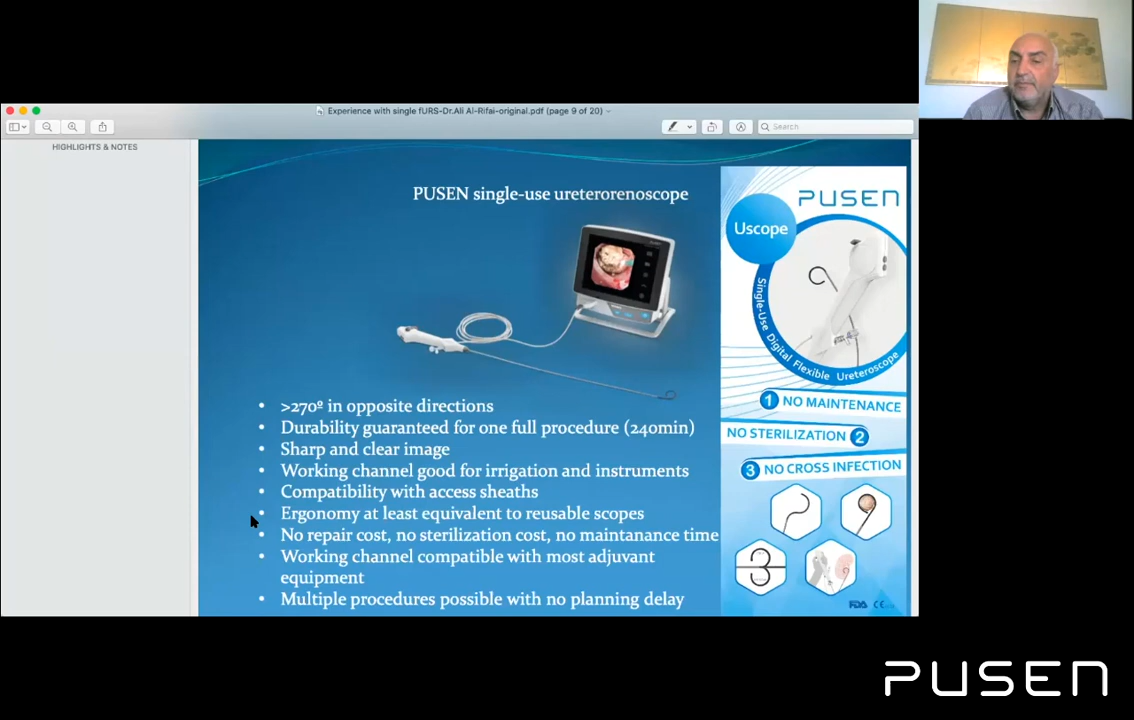 Experience with single fURS-Dr.Ali Al-Rifai-original.pdf (page 9 of 20)
Search
HIGHLIGHTS & NOTES
PUSEN single-use ureterorenoscope
>270º in opposite directions
Durability guaranteed for one full procedure (240min)
Sharp and clear image
Working channel good for irrigation and instruments
Compatibility with access sheaths
Ergonomy at least equivalent to reusable scopes
No repair cost, no sterilization cost, no maintanance time
Working channel compatible with most adjuvant
equipment
Multiple procedures possible with no planning delay
PUSEN
Uscope
Single-Use Digital Flexible Ureteroscope
1 NO MAINTENANCE
NO STERILIZATION 2
3 NO CROSS INFECTION
FDA CE
PUSEN